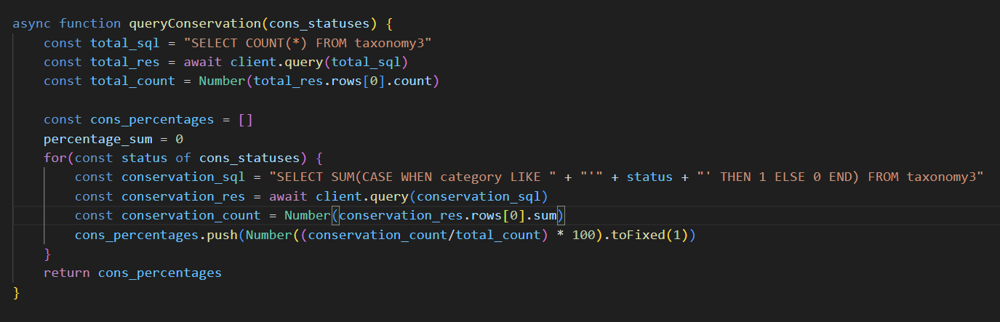 async function queryConservation(cons_statuses) {
    const total_sql = "SELECT COUNT(*) FROM taxonomy3"
    const total_res = await client.query(total_sql)
    const total_count = Number(total_res.rows[0].count)

    const cons_percentages = []
    percentage_sum = 0
    for(const status of cons_statuses) {
        const conservation_sql = "SELECT SUM(CASE WHEN category LIKE " + "'" + status + "' THEN 1 ELSE 0 END) FROM taxonomy3"
        const conservation_res = await client.query(conservation_sql)
        const conservation_count = Number(conservation_res.rows[0].sum)
        cons_percentages.push(Number((conservation_count/total_count) * 100).toFixed(1))
    }
    return cons_percentages
}